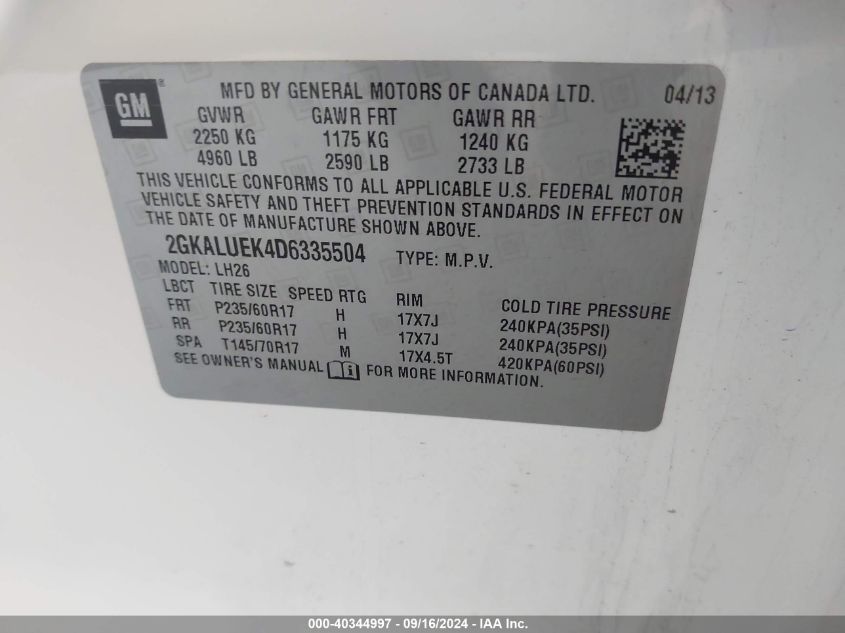 GM ®
MFD BY GENERAL MOTORS OF CANADA LTD. 04/13
GVWR GAWR FRT GAWR RR
2250 KG 1175 KG 1240 KG
4960 LB 2590 LB 2733 LB
THIS VEHICLE CONFORMS TO ALL APPLICABLE U.S. FEDERAL MOTOR
VEHICLE SAFETY AND THEFT PREVENTION STANDARDS IN EFFECT ON
THE DATE OF MANUFACTURE SHOWN ABOVE.
2GKALUEK4D6335504 TYPE: M.P.V.
MODEL: LH26
LBCT TIRE SIZE SPEED RTG RIM COLD TIRE PRESSURE
FRT P235/60R17 H 17X7J 240KPA(35PSI)
RR P235/60R17 H 17X7J 240KPA(35PSI)
SPA T145/70R17 M 17X4.5T 420KPA(60PSI)
SEE OWNER'S MANUAL i FOR MORE INFORMATION.
000-40344997 - 09/16/2024 - IAA Inc.